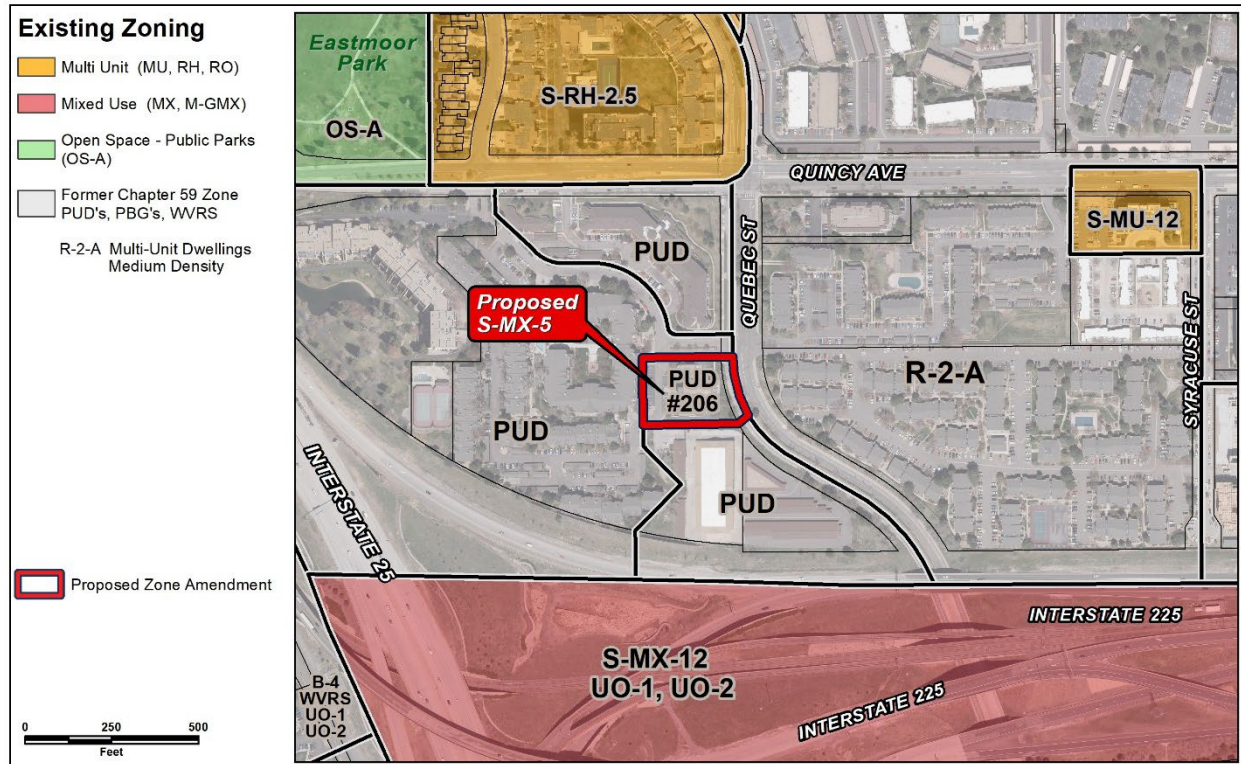 Existing Zoning
Multi Unit (MU, RH, RO)
Mixed Use (MX, M-GMX)
Open Space - Public Parks
(OS-A)
Former Chapter 59 Zone
PUD's, PBG's, WVRS
R-2-A Multi-Unit Dwellings
Medium Density
Proposed Zone Amendment
0 250 500
Feet
Eastmoor
Park
OS-A
S-RH-2.5
QUINCY AVE
S-MU-12
PUD
QUEBEC ST
SYRACUSE ST
Proposed
S-MX-5
PUD
#206
R-2-A
PUD
PUD
INTERSTATE 25
INTERSTATE 225
S-MX-12
UO-1, UO-2
INTERSTATE 225
B-4
WVRS
UO-1
UO-2